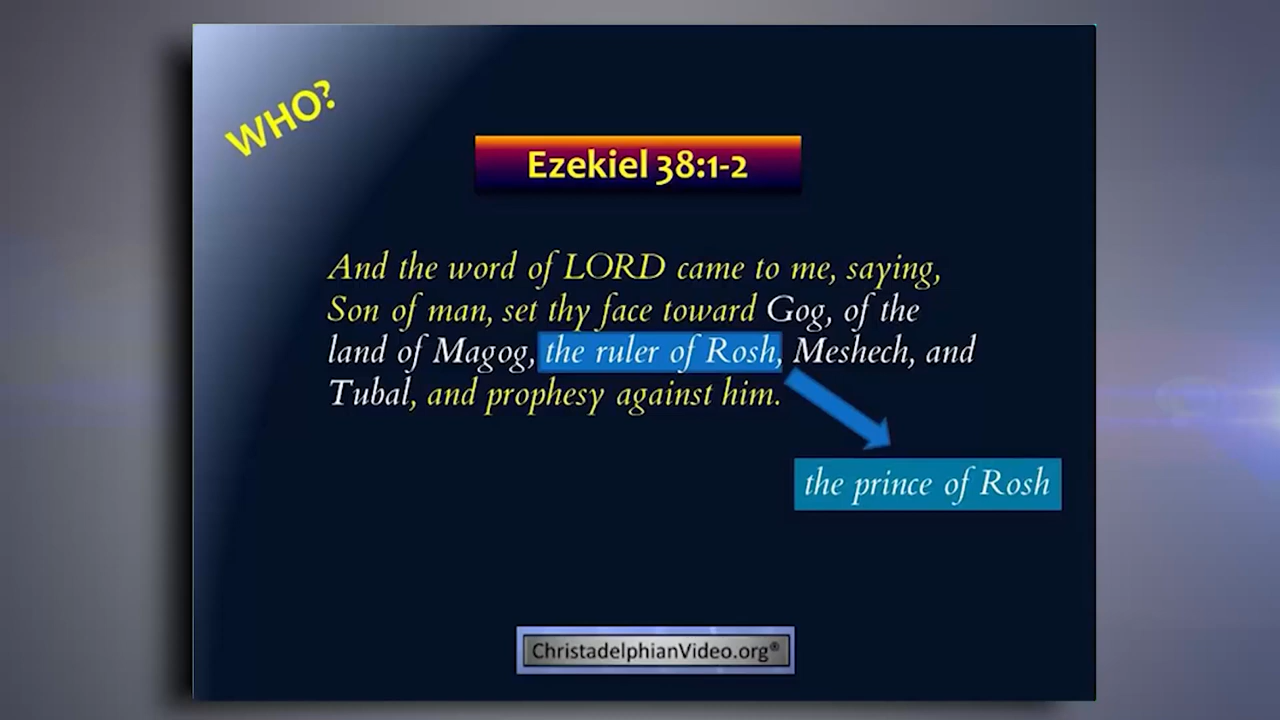 WHO?
Ezekiel 38:1-2
And the word of LORD came to me, saying,
Son of man, set thy face toward Gog, of the
land of Magog, the ruler of Rosh, Meshech, and
Tubal, and prophesy against him.
the prince of Rosh
ChristadelphianVideo.org®